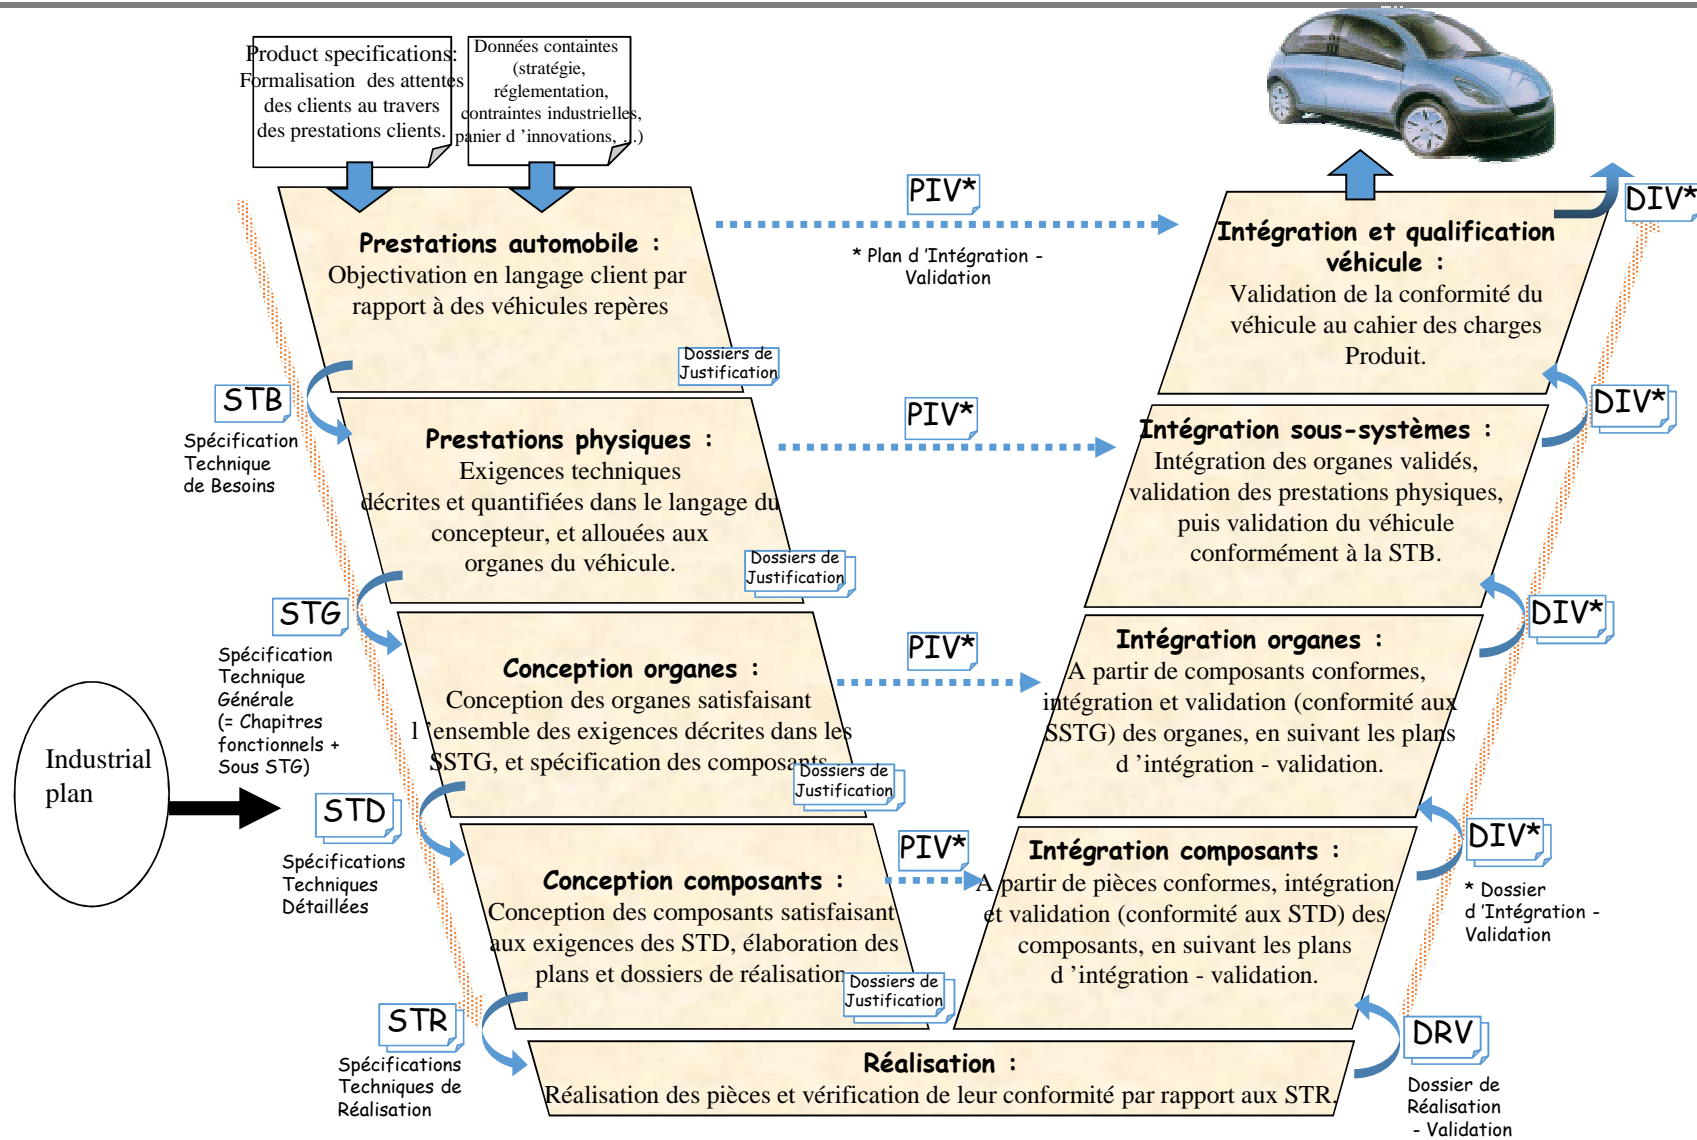 Product specifications:
Formalisation des attentes
des clients au travers
des prestations clients.
Données containtes
(stratégie,
réglementation,
contraintes industrielles,
panier d ’innovations, ...)
Prestations automobile :
Objectivation en langage client par
rapport à des véhicules repères
Dossiers de
Justification
PIV*
* Plan d ’Intégration -
Validation
Intégration et qualification
véhicule :
Validation de la conformité du
véhicule au cahier des charges
Produit.
DIV*
STB
Spécification
Technique
de Besoins
Prestations physiques :
Exigences techniques
décrites et quantifiées dans le langage du
concepteur, et allouées aux
organes du véhicule.
Dossiers de
Justification
PIV*
Intégration sous-systèmes :
Intégration des organes validés,
validation des prestations physiques,
puis validation du véhicule
conformément à la STB.
DIV*
STG
Spécification
Technique
Générale
(= Chapitres
fonctionnels +
Sous STG)
Conception organes :
Conception des organes satisfaisant
l ’ensemble des exigences décrites dans les
SSTG, et spécification des composants
Dossiers de
Justification
PIV*
Intégration organes :
A partir de composants conformes,
intégration et validation (conformité aux
SSTG) des organes, en suivant les plans
d ’intégration - validation.
DIV*
Industrial
plan
STD
Spécifications
Techniques
Détaillées
Conception composants :
Conception des composants satisfaisant
aux exigences des STD, élaboration des
plans et dossiers de réalisation
Dossiers de
Justification
PIV*
Intégration composants :
A partir de pièces conformes, intégration
et validation (conformité aux STD) des
composants, en suivant les plans
d ’intégration - validation.
DIV*
* Dossier
d ’Intégration -
Validation
STR
Spécifications
Techniques de
Réalisation
Réalisation :
Réalisation des pièces et vérification de leur conformité par rapport aux STR.
DRV
Dossier de
Réalisation
- Validation